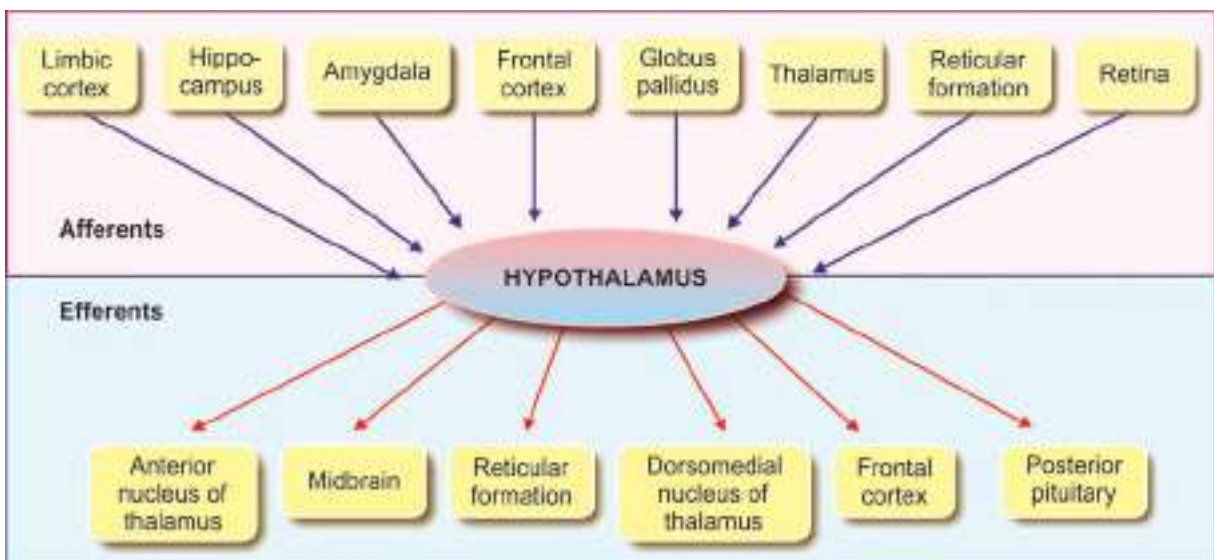 Limbic
cortex
Hippo-
campus
Amygdala
Frontal
cortex
Globus
pallidus
Thalamus
Reticular
formation
Retina
Afferents
HYPOTHALAMUS
Efferents
Anterior
nucleus of
thalamus
Midbrain
Reticular
formation
Dorsomedial
nucleus of
thalamus
Frontal
cortex
Posterior
pituitary